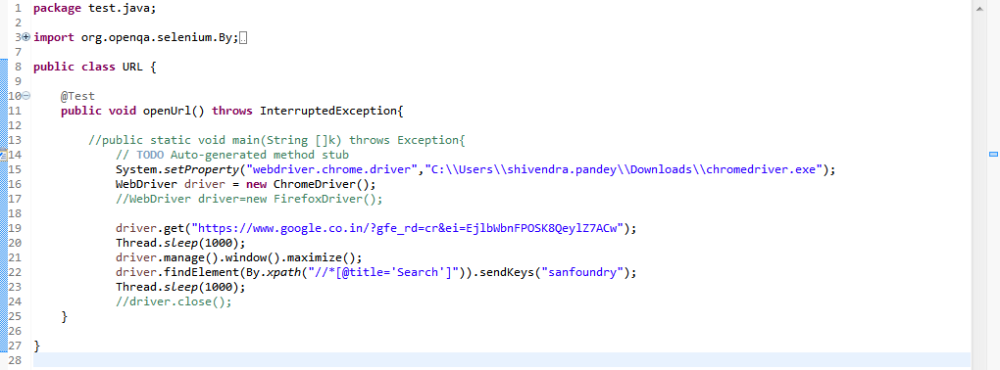 1 package test.java;
2
3 import org.openqa.selenium.By;
7
8 public class URL {
9
10 @Test
11 public void openUrl() throws InterruptedException{
12
13 //public static void main(String []k) throws Exception{
14 // TODO Auto-generated method stub
15 System.setProperty("webdriver.chrome.driver","C:\\Users\\shivendra.pandey\\Downloads\\chromedriver.exe");
16 WebDriver driver = new ChromeDriver();
17 //WebDriver driver=new FirefoxDriver();
18
19 driver.get("https://www.google.co.in/?gfe_rd=cr&ei=EjlbWbnFPOSK8QeylZ7ACw");
20 Thread.sleep(1000);
21 driver.manage().window().maximize();
22 driver.findElement(By.xpath("//*[@title='Search']")).sendKeys("sanfoundry");
23 Thread.sleep(1000);
24 //driver.close();
25 }
26
27 }
28